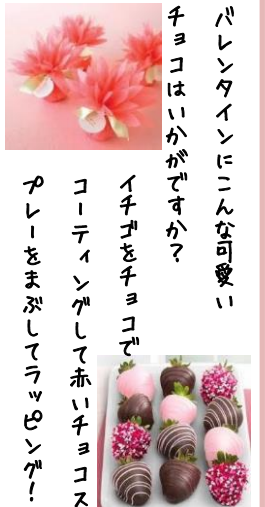 バレンタインにこんな可愛い
チョコはいかがですか?
イチゴをチョコで
コーティングして赤いチョコス
プレーをまぶしてラッピング!